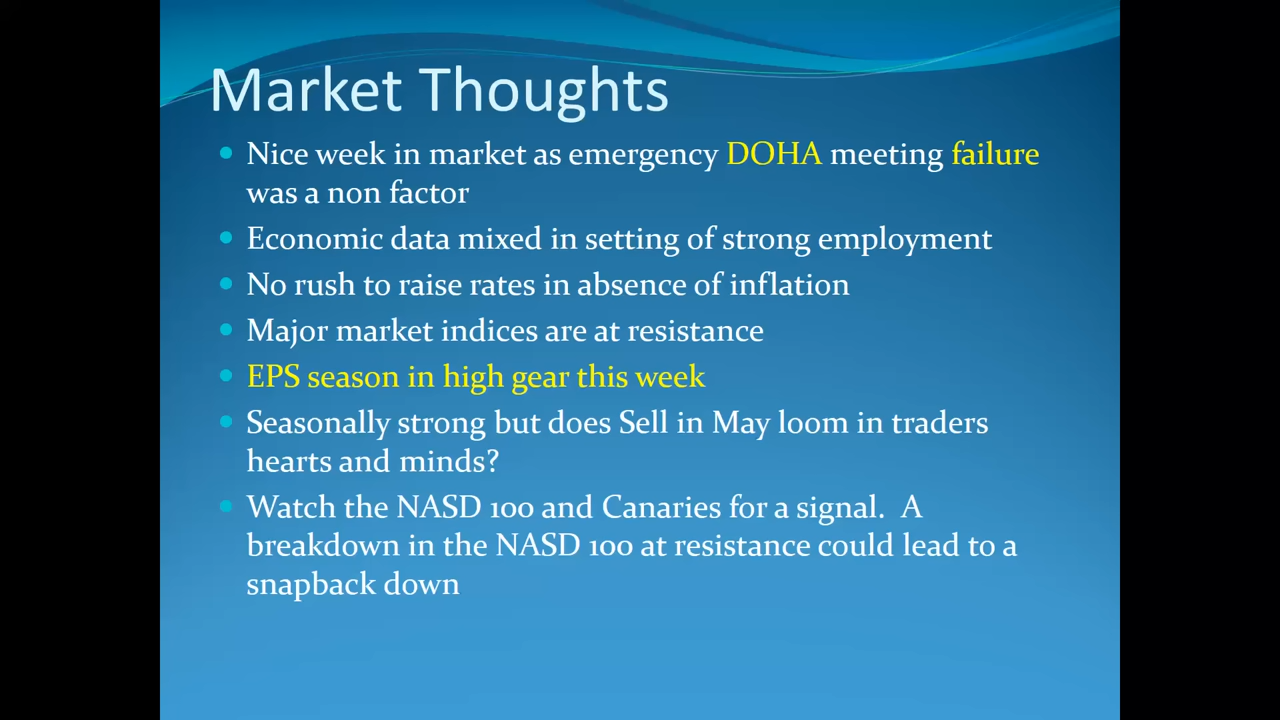 Market Thoughts
Nice week in market as emergency DOHA meeting failure
was a non factor
Economic data mixed in setting of strong employment
No rush to raise rates in absence of inflation
Major market indices are at resistance
EPS season in high gear this week
Seasonally strong but does Sell in May loom in traders
hearts and minds?
Watch the NASD 100 and Canaries for a signal.  A
breakdown in the NASD 100 at resistance could lead to a
snapback down